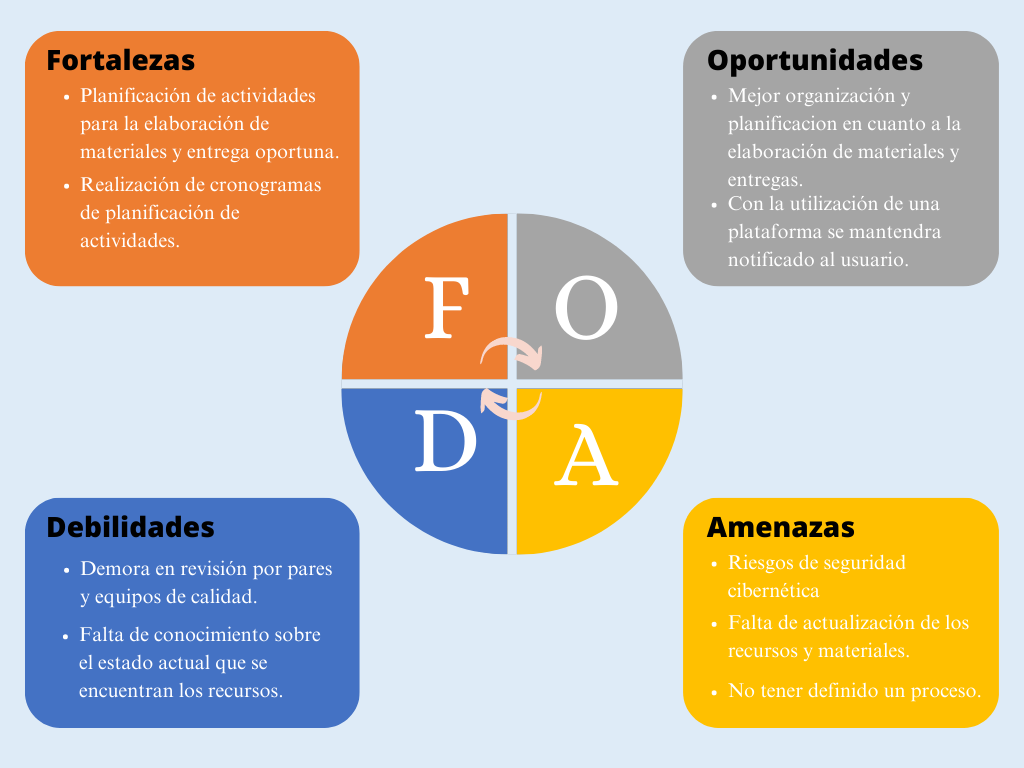 Fortalezas
• Planificación de actividades
para la elaboración de
materiales y entrega oportuna.
• Realización de cronogramas
de planificación de
actividades.
Oportunidades
• Mejor organización y
planificacion en cuanto a la
elaboración de materiales y
entregas.
• Con la utilización de una
plataforma se mantendra
notificado al usuario.
F
O
D
A
Debilidades
• Demora en revisión por pares
y equipos de calidad.
• Falta de conocimiento sobre
el estado actual que se
encuentran los recursos.
Amenazas
• Riesgos de seguridad
cibernética
• Falta de actualización de los
recursos y materiales.
• No tener definido un proceso.